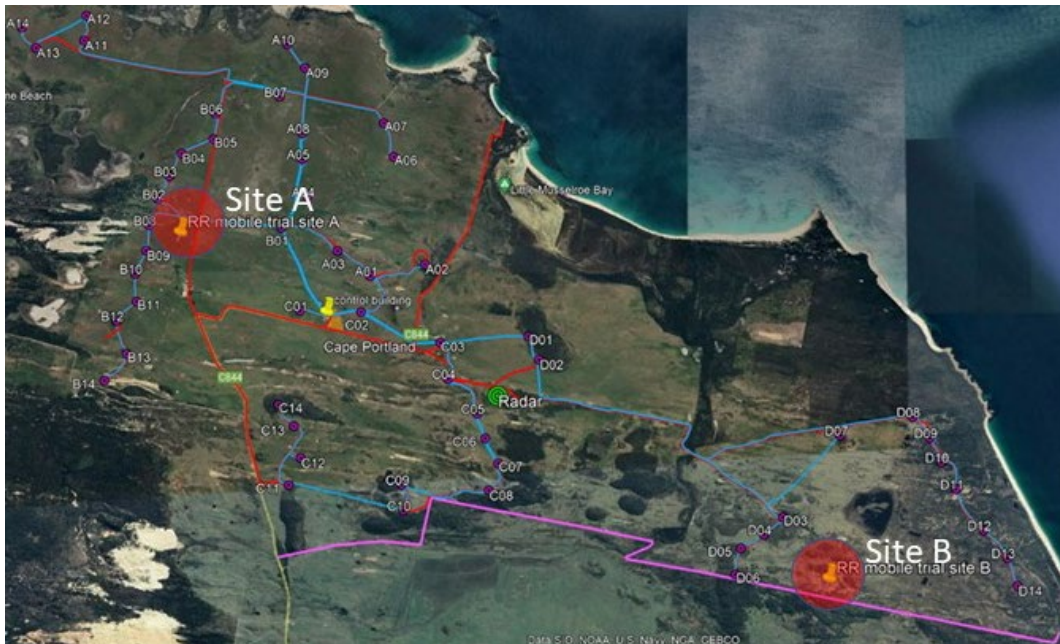 A14
A12
A13
A11
A10
A09
ne Beach
B07
B06
A07
A08
B05
B04
A05
A06
B03
B02
Site A
Little Musselroe Bay
RR mobile trial site A
B01
B09
A03
A01
A02
B10
B11
C01
control building
C02
B12
C844
C03
D01
Cape Portland
B13
D02
B14
C844
C04
Radar
C14
C05
C13
C06
D07
D08
D09
C12
C07
D10
C11
C09
C08
D11
C10
D03
D04
D12
D05
Site B
D13
RR mobile trial site B
D06
D14
Data SIO, NOAA, U.S. Navy, NGA, GEBCO